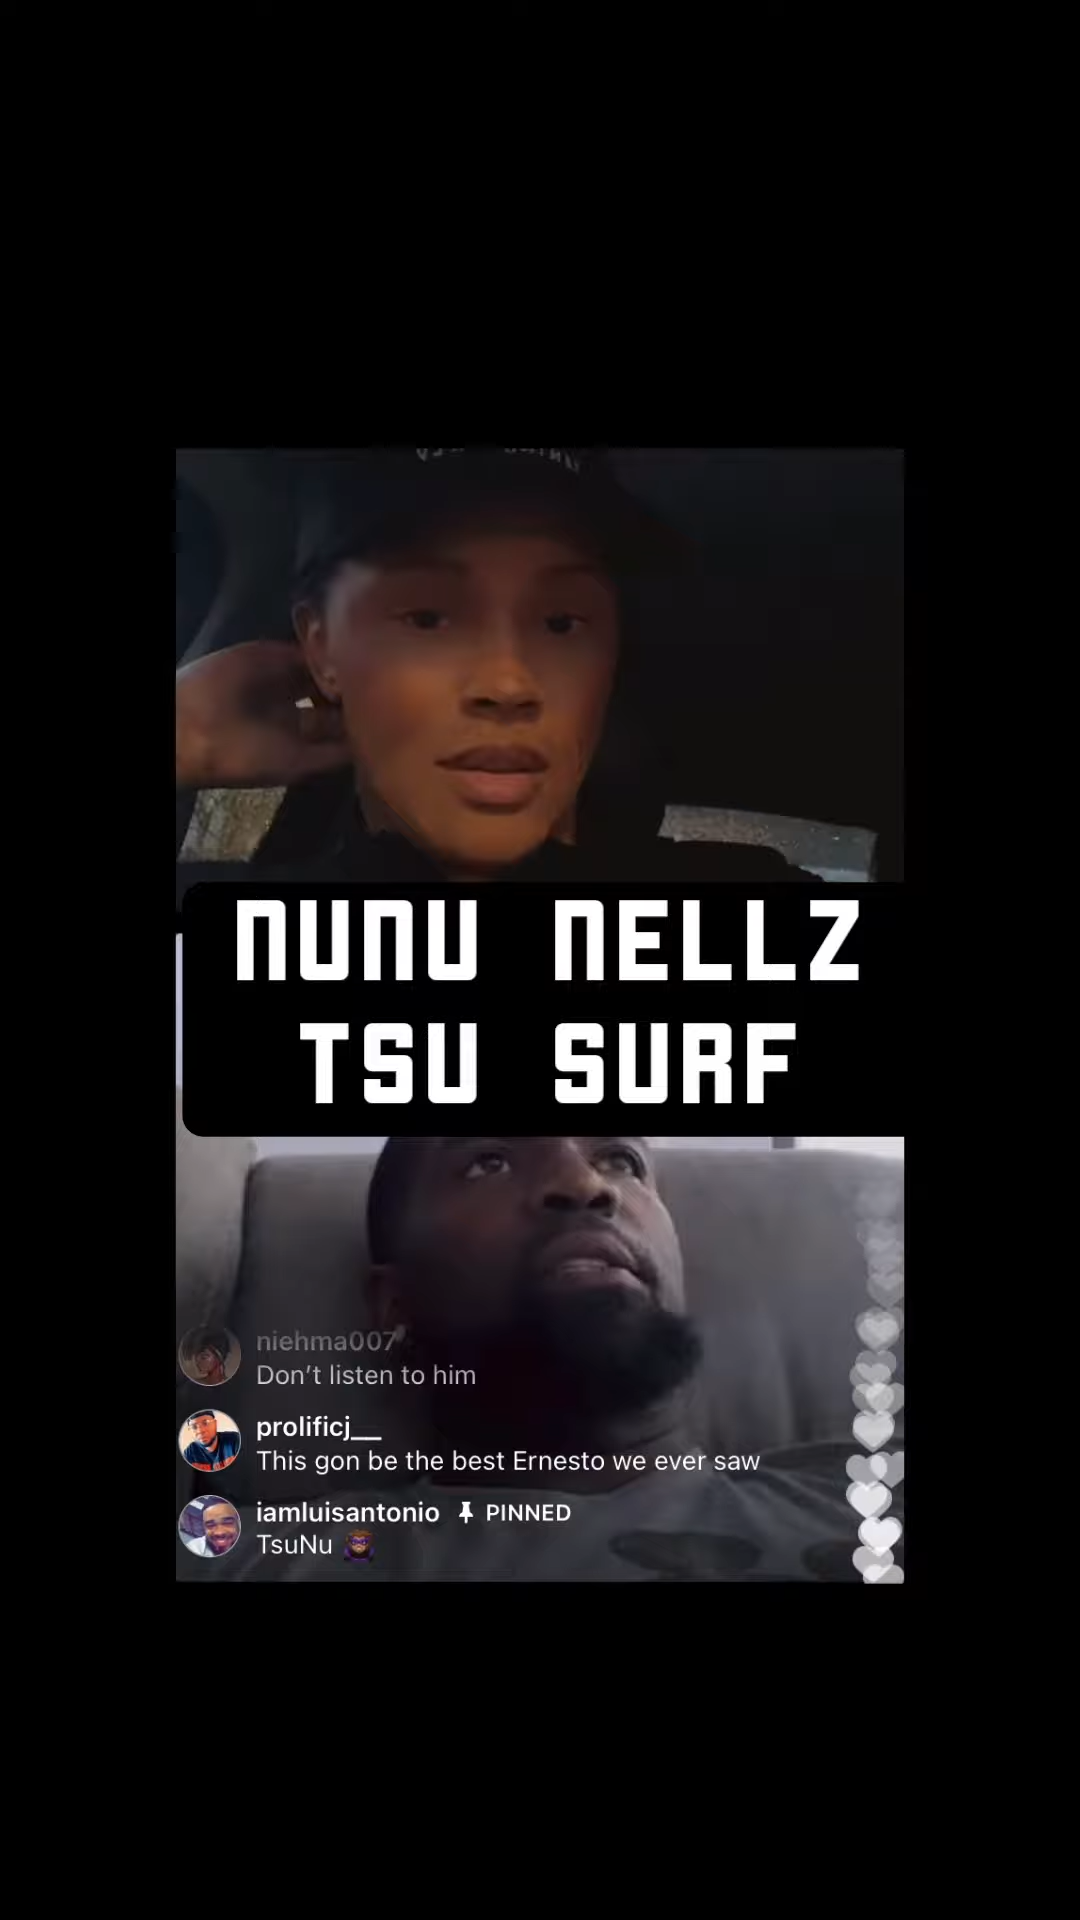 NUNU NELLZ
TSU SURF
niehma007
Don't listen to him
prolificj__
This gon be the best Ernesto we ever saw
iamluisantonio PINNED
TsuNu